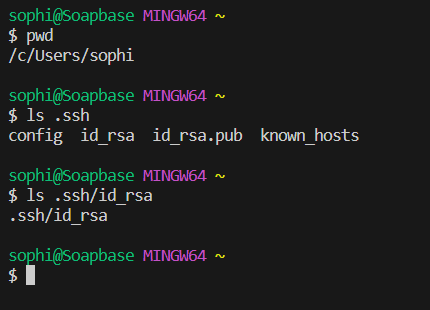 sophi@Soapbase MINGW64 ~
$ pwd
/c/Users/sophi
sophi@Soapbase MINGW64 ~
$ ls .ssh
config  id_rsa  id_rsa.pub  known_hosts
sophi@Soapbase MINGW64 ~
$ ls .ssh/id_rsa
.ssh/id_rsa
sophi@Soapbase MINGW64 ~
$